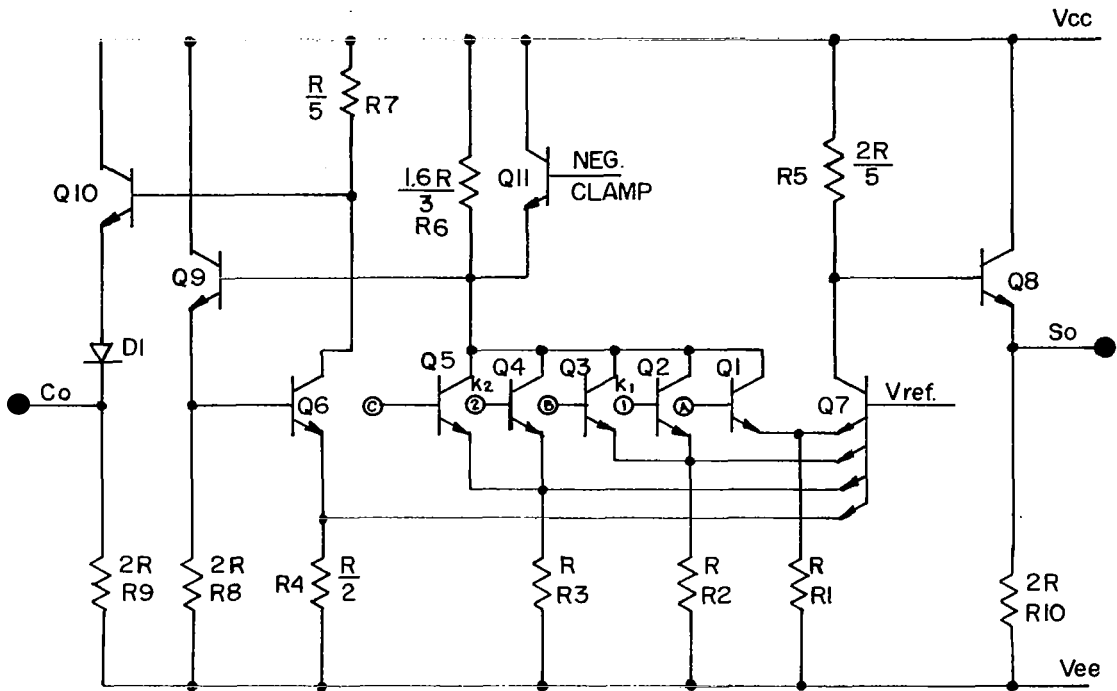 Vcc
R
5
R7
Q10
1.6R
3
R6
Q11
NEG.
CLAMP
R5
2R
5
Q9
Q8
D1
So
Q5
Q4
Q3
Q2
Q1
K2
K1
Co
Q6
C
2
B
1
A
Q7
Vref.
2R
R9
2R
R8
R4
R
2
R
R3
R
R2
R
R1
2R
R10
Vee